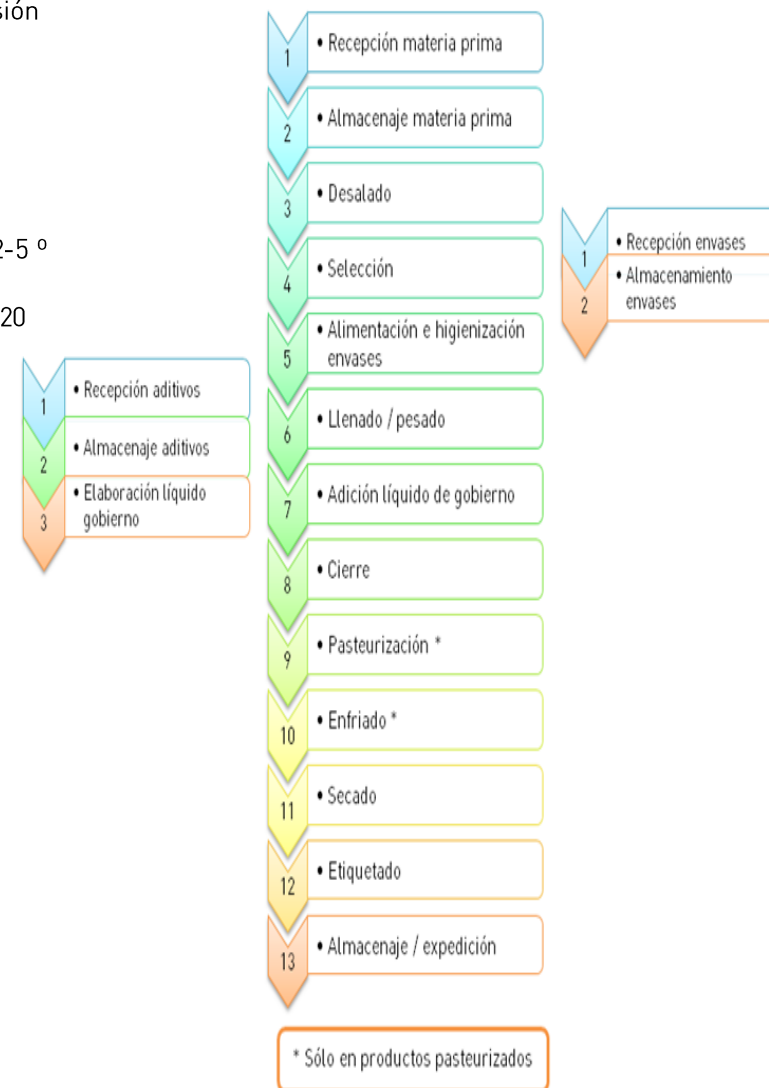 sión
2-5 º
20
1
• Recepción materia prima
2
• Almacenaje materia prima
3
• Desalado
4
• Selección
5
• Alimentación e higienización
envases
6
• Llenado / pesado
7
• Adición líquido de gobierno
8
• Cierre
9
• Pasteurización *
10
• Enfriado *
11
• Secado
12
• Etiquetado
13
• Almacenaje / expedición
* Sólo en productos pasteurizados
1
• Recepción aditivos
2
• Almacenaje aditivos
3
• Elaboración líquido
gobierno
1
• Recepción envases
2
• Almacenamiento
envases